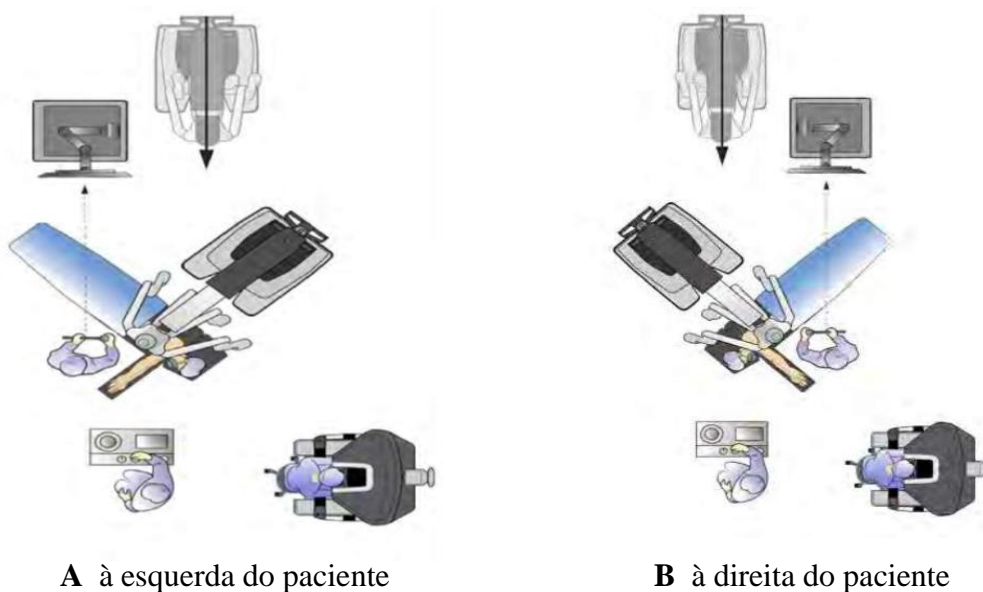 A à esquerda do paciente
B à direita do paciente